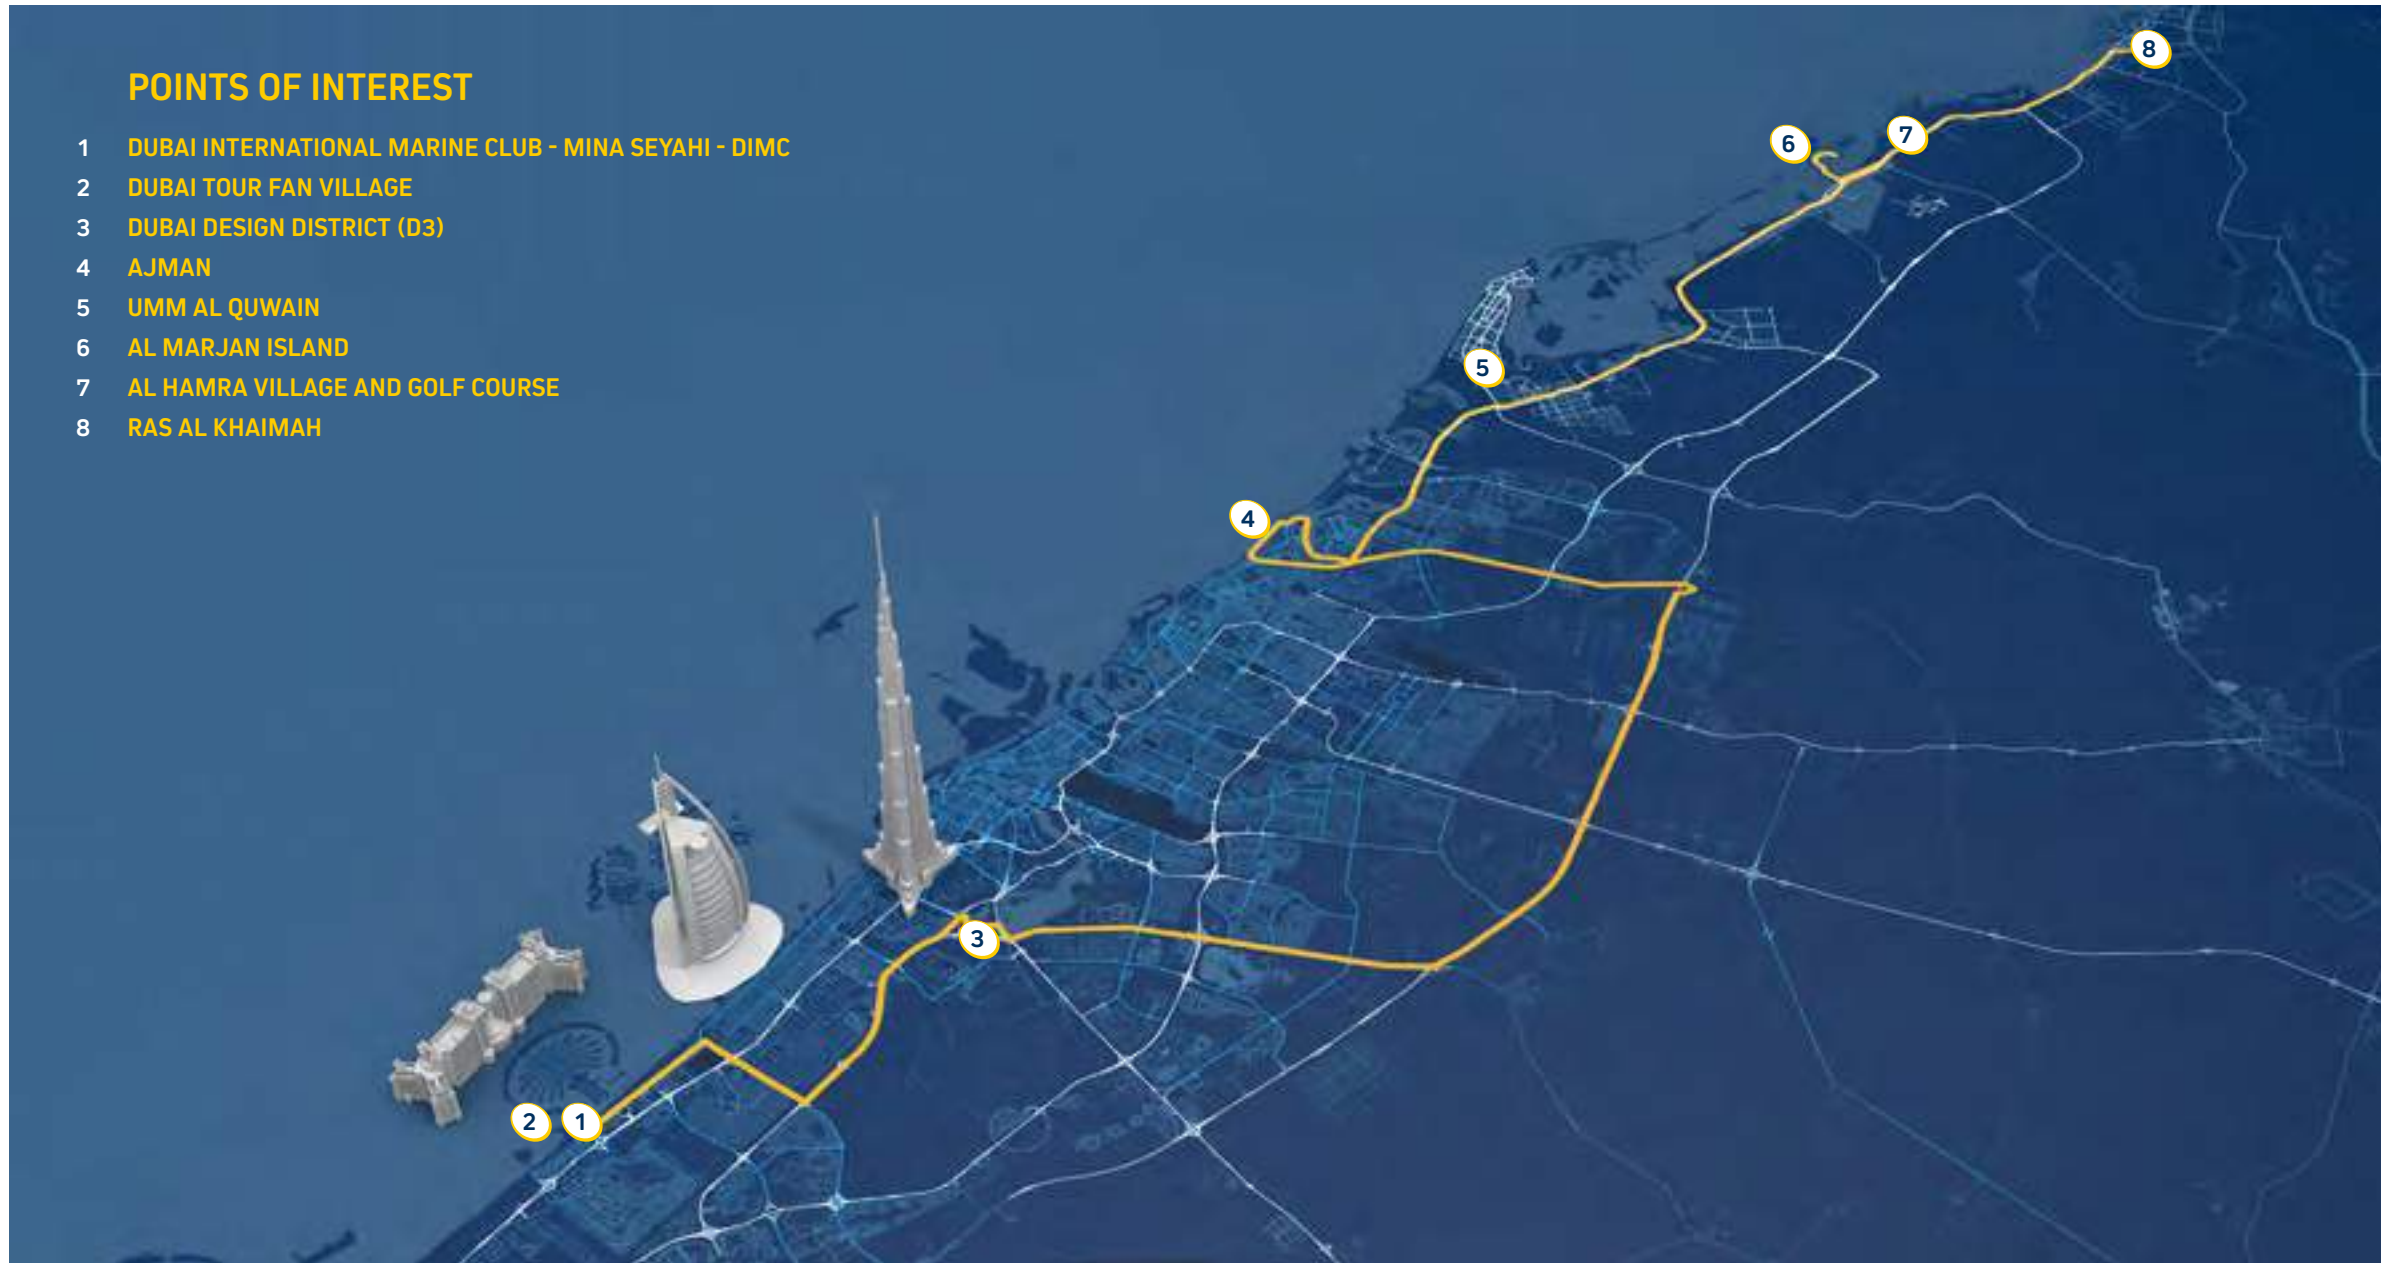 POINTS OF INTEREST
1 DUBAI INTERNATIONAL MARINE CLUB - MINA SEYAHI - DIMC
2 DUBAI TOUR FAN VILLAGE
3 DUBAI DESIGN DISTRICT (D3)
4 AJMAN
5 UMM AL QUWAIN
6 AL MARJAN ISLAND
7 AL HAMRA VILLAGE AND GOLF COURSE
8 RAS AL KHAIMAH
8
7
6
5
4
3
2 1